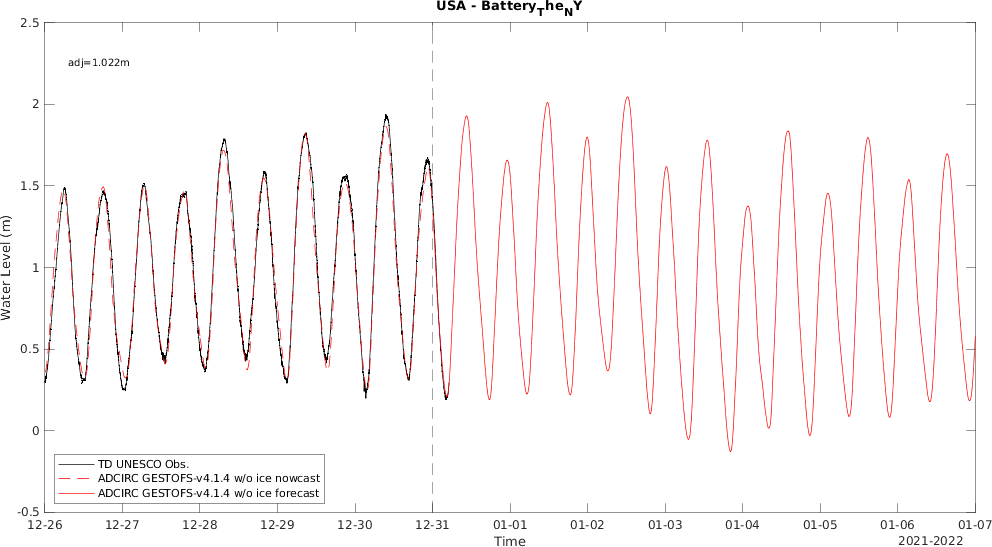 USA - Battery_The_NY
2.5
adj=1.022m
2
1.5
1
0.5
0
-0.5
Water Level (m)
TD UNESCO Obs.
ADCIRC GESTOFS-v4.1.4 w/o ice nowcast
ADCIRC GESTOFS-v4.1.4 w/o ice forecast
12-26 12-27 12-28 12-29 12-30 12-31 01-01 01-02 01-03 01-04 01-05 01-06 01-07
Time
2021-2022